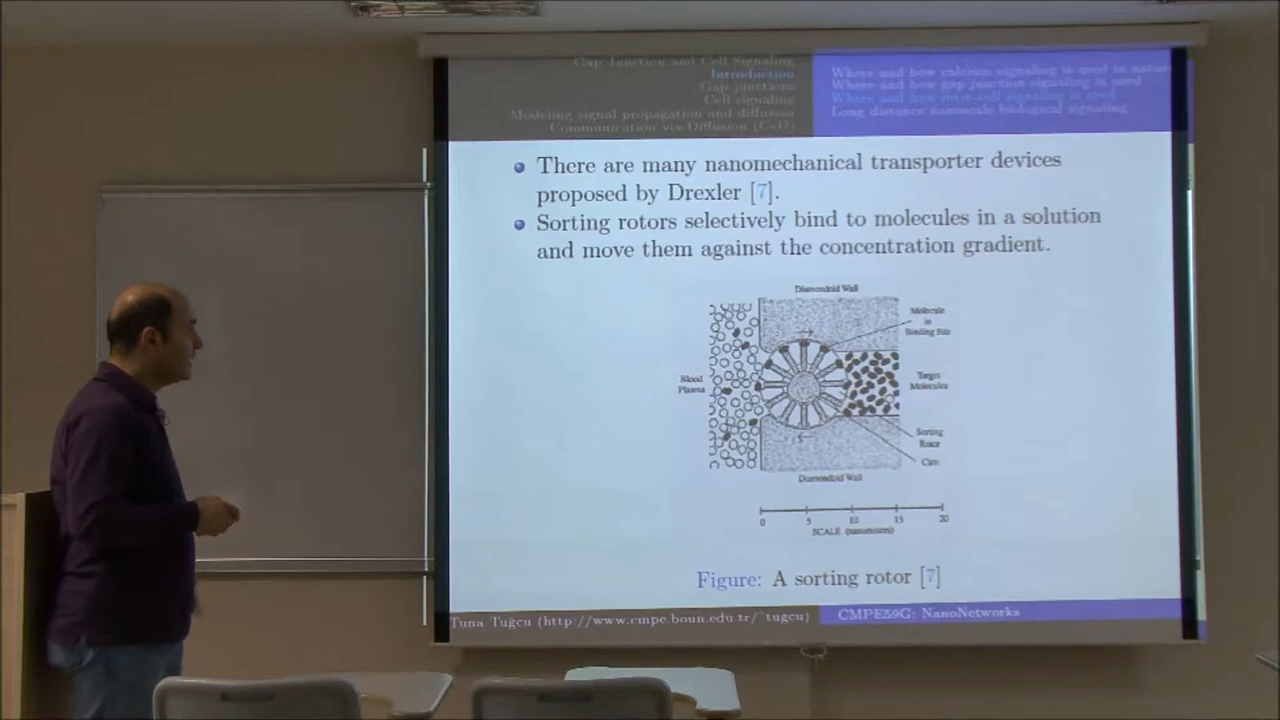 Gap Junction and Cell Signaling
Introduction
Gap junctions
Cell signaling
Modeling signal propagation and diffusion
Communication via Diffusion (CvD)
Where and how calcium signaling is used in nature
Where and how gap junction signaling is used
Where and how inter-cell signaling is used
Long distance nanoscale biological signaling
There are many nanomechanical transporter devices
proposed by Drexler [7].
Sorting rotors selectively bind to molecules in a solution
and move them against the concentration gradient.
Diamondoid Wall
Molecule
in
Binding Site
Blood
Plasma
Target
Molecules
Sorting
Rotor
Cam
Diamondoid Wall
0 5 10 15 20
SCALE (nanometers)
Figure: A sorting rotor [7]
Tuna Tuğcu (http://www.cmpe.boun.edu.tr/~tugcu)
CMPE59G: NanoNetworks